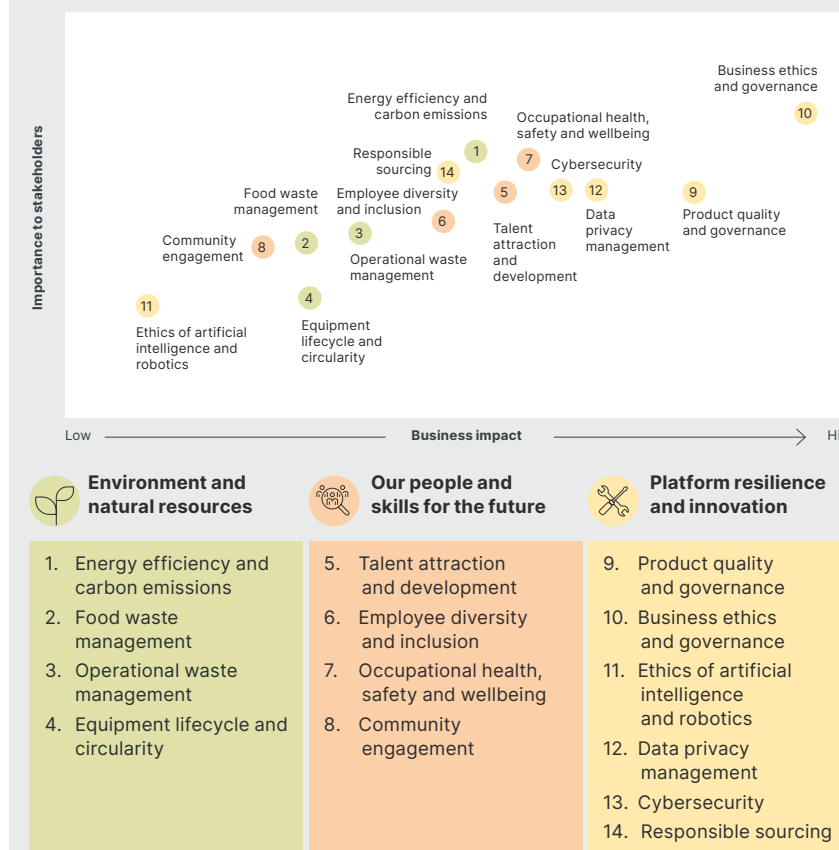 Importance to stakeholders
Business ethics
and governance
10
Energy efficiency and
carbon emissions
1
Occupational health,
safety and wellbeing
7
Responsible
sourcing
14
Cybersecurity
13
12
Data
privacy
management
9
Product quality
and governance
5
Talent
attraction
and
development
Food waste
management
2
Employee diversity
and inclusion
6
3
Operational waste
management
Community
engagement
8
4
Equipment
lifecycle and
circularity
11
Ethics of artificial
intelligence and
robotics
Low
Business impact
Environment and
natural resources
1. Energy efficiency and
carbon emissions
2. Food waste
management
3. Operational waste
management
4. Equipment lifecycle and
circularity
Our people and
skills for the future
5. Talent attraction
and development
6. Employee diversity
and inclusion
7. Occupational health,
safety and wellbeing
8. Community
engagement
Platform resilience
and innovation
9. Product quality
and governance
10. Business ethics
and governance
11. Ethics of artificial
intelligence
and robotics
12. Data privacy
management
13. Cybersecurity
14. Responsible sourcing